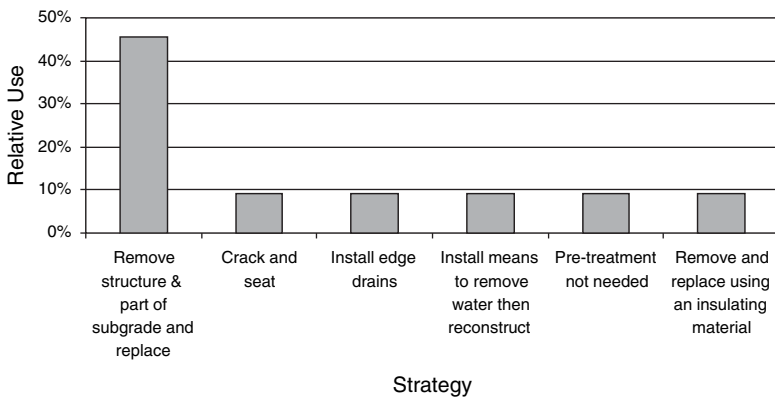 50%
40%
30%
20%
10%
0%
Relative Use
Remove
structure &
part of
subgrade and
replace
Crack and
seat
Install edge
drains
Install means
to remove
water then
reconstruct
Pre-treatment
not needed
Remove and
replace using
an insulating
material
Strategy